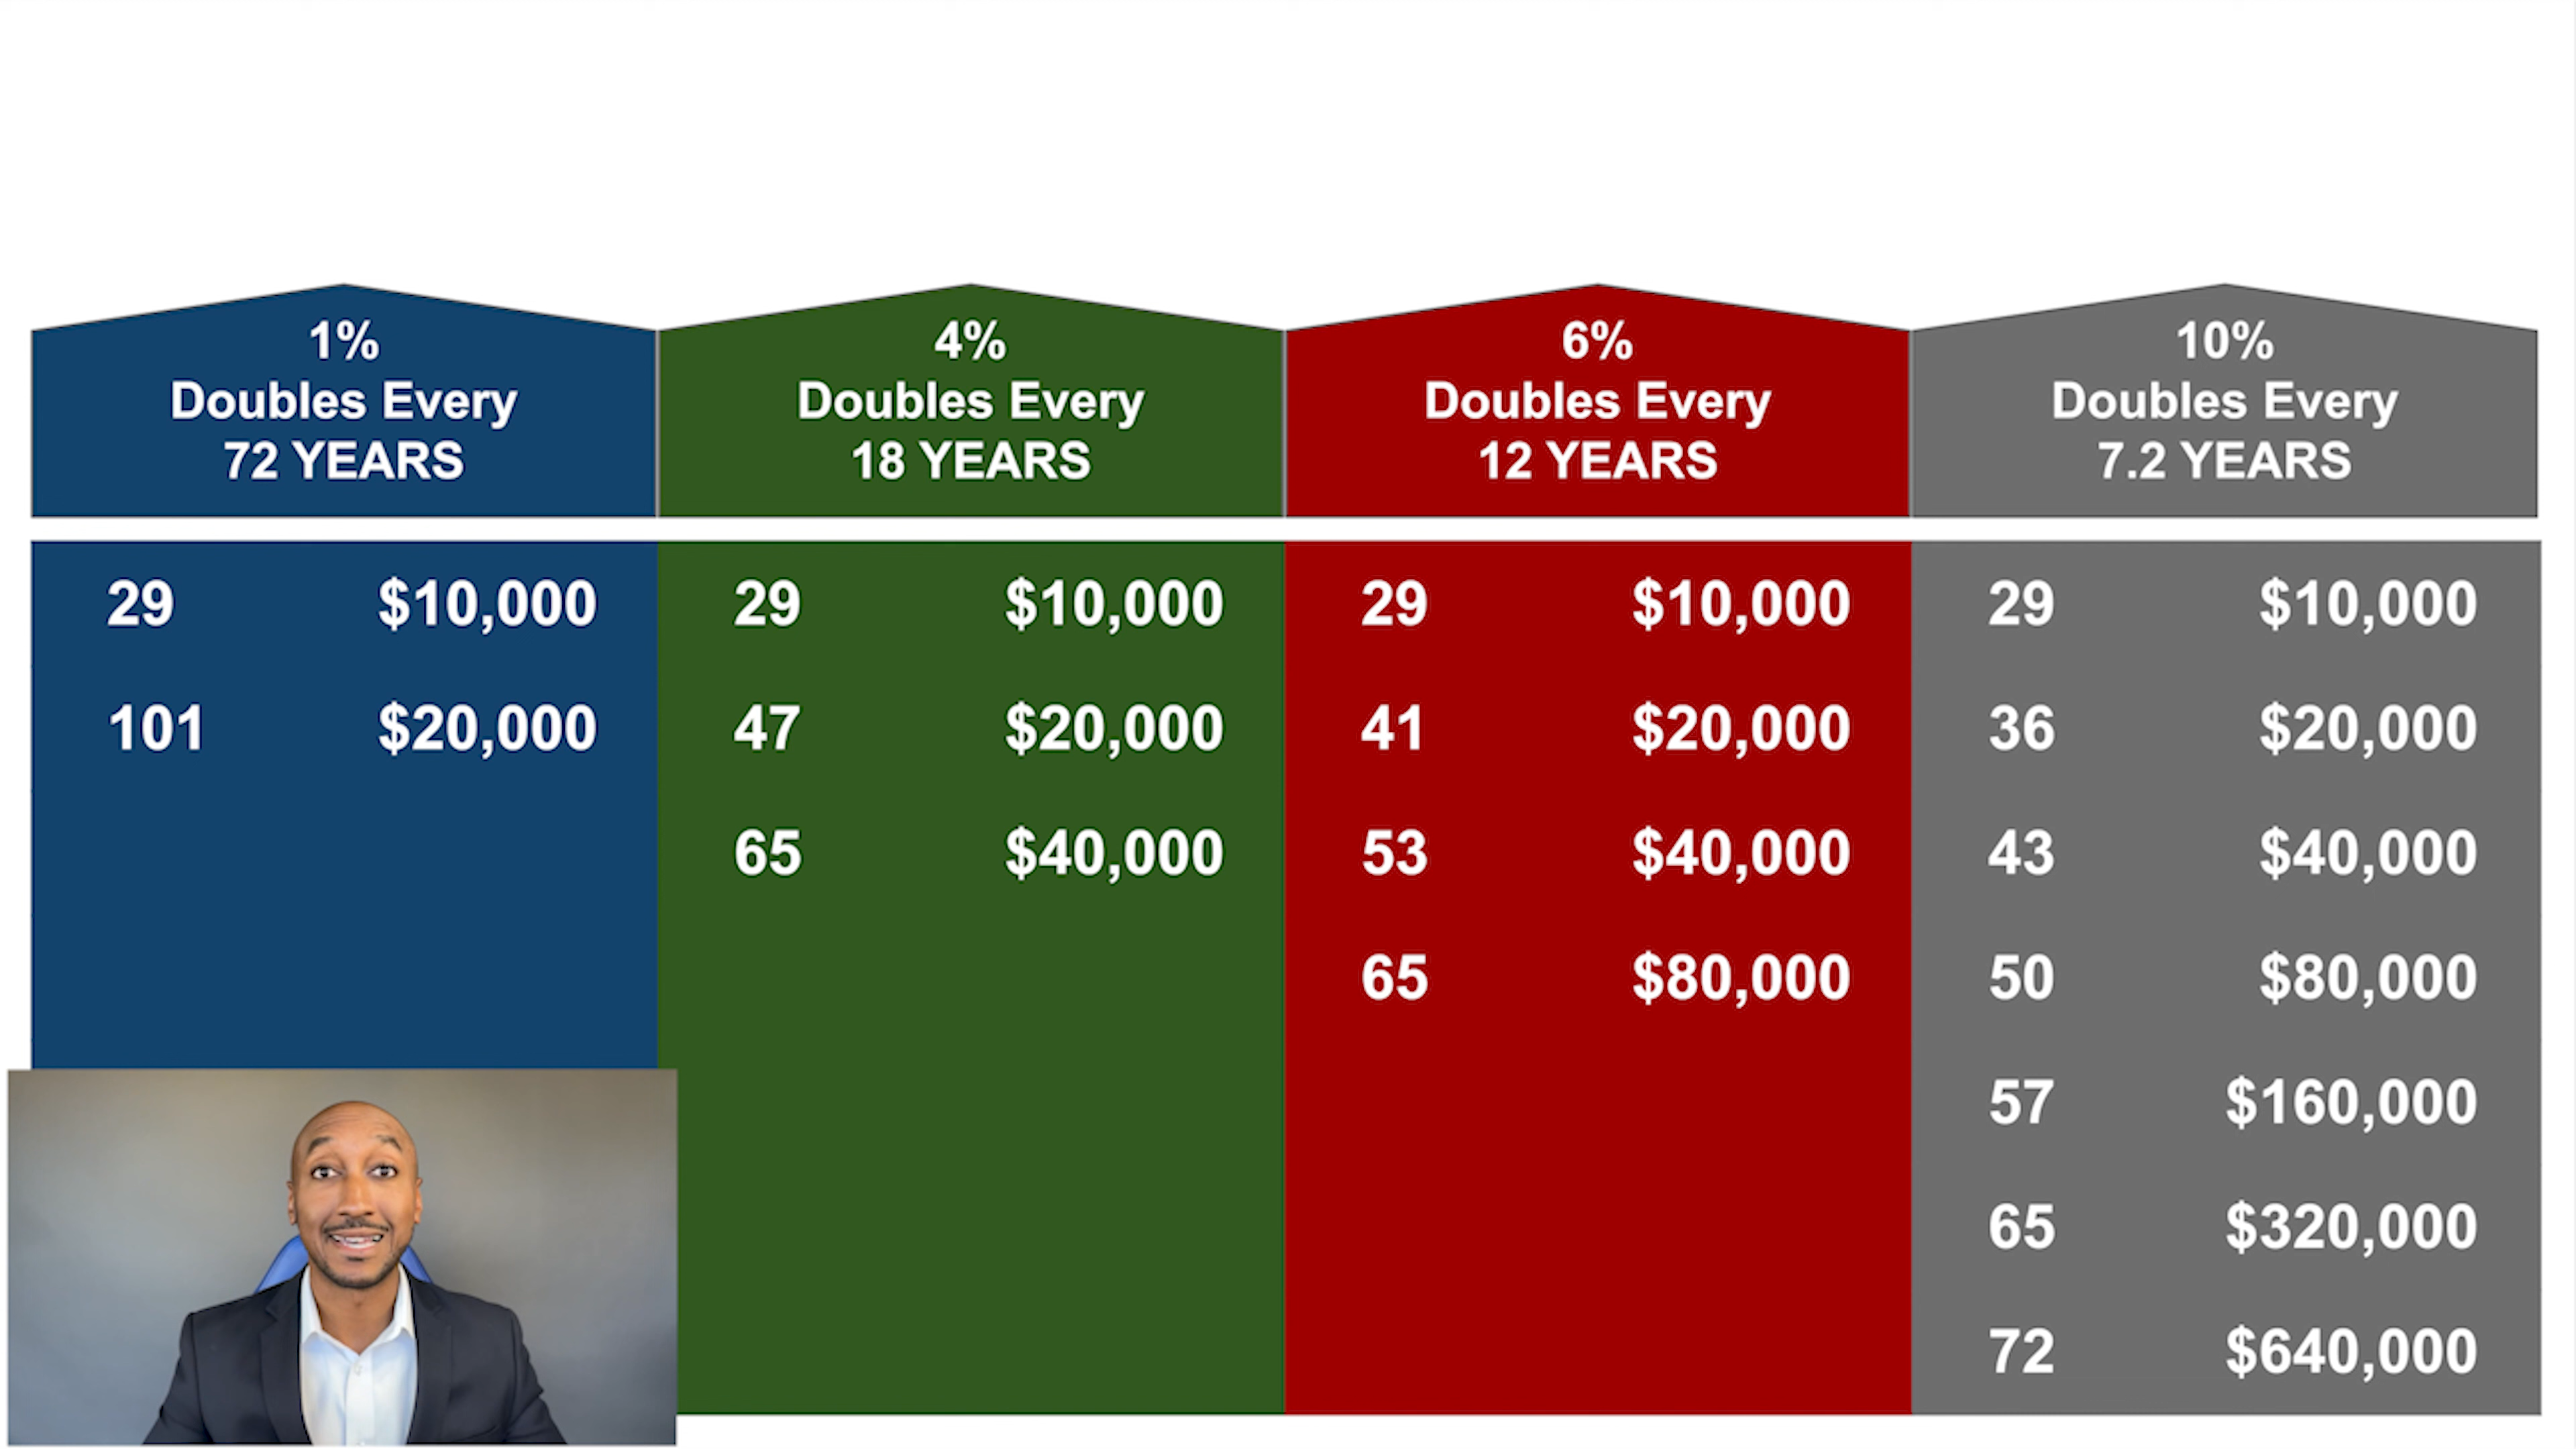 1%
Doubles Every
72 YEARS
4%
Doubles Every
18 YEARS
6%
Doubles Every
12 YEARS
10%
Doubles Every
7.2 YEARS
29 $10,000
101 $20,000
29 $10,000
47 $20,000
65 $40,000
29 $10,000
41 $20,000
53 $40,000
65 $80,000
29 $10,000
36 $20,000
43 $40,000
50 $80,000
57 $160,000
65 $320,000
72 $640,000